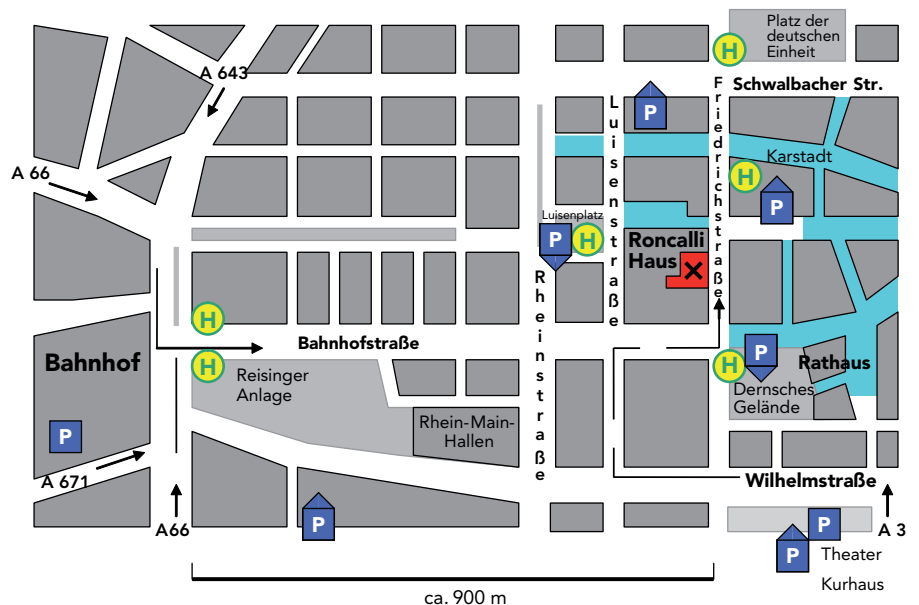 Platz der
deutschen
Einheit
H
A 643
Schwalbacher Str.
P
Luisenstraße
Friedrichstraße
A 66
Karstadt
H
P
Luisenplatz
P
H
Roncalli
Haus
Rheinstraße
H
Bahnhofstraße
Bahnhof
H
Reisinger
Anlage
P
H
Rathaus
Dernsches
Gelände
Rhein-Main-
Hallen
P
A 671
Wilhelmstraße
A66
P
A 3
P
P
Theater
Kurhaus
ca. 900 m